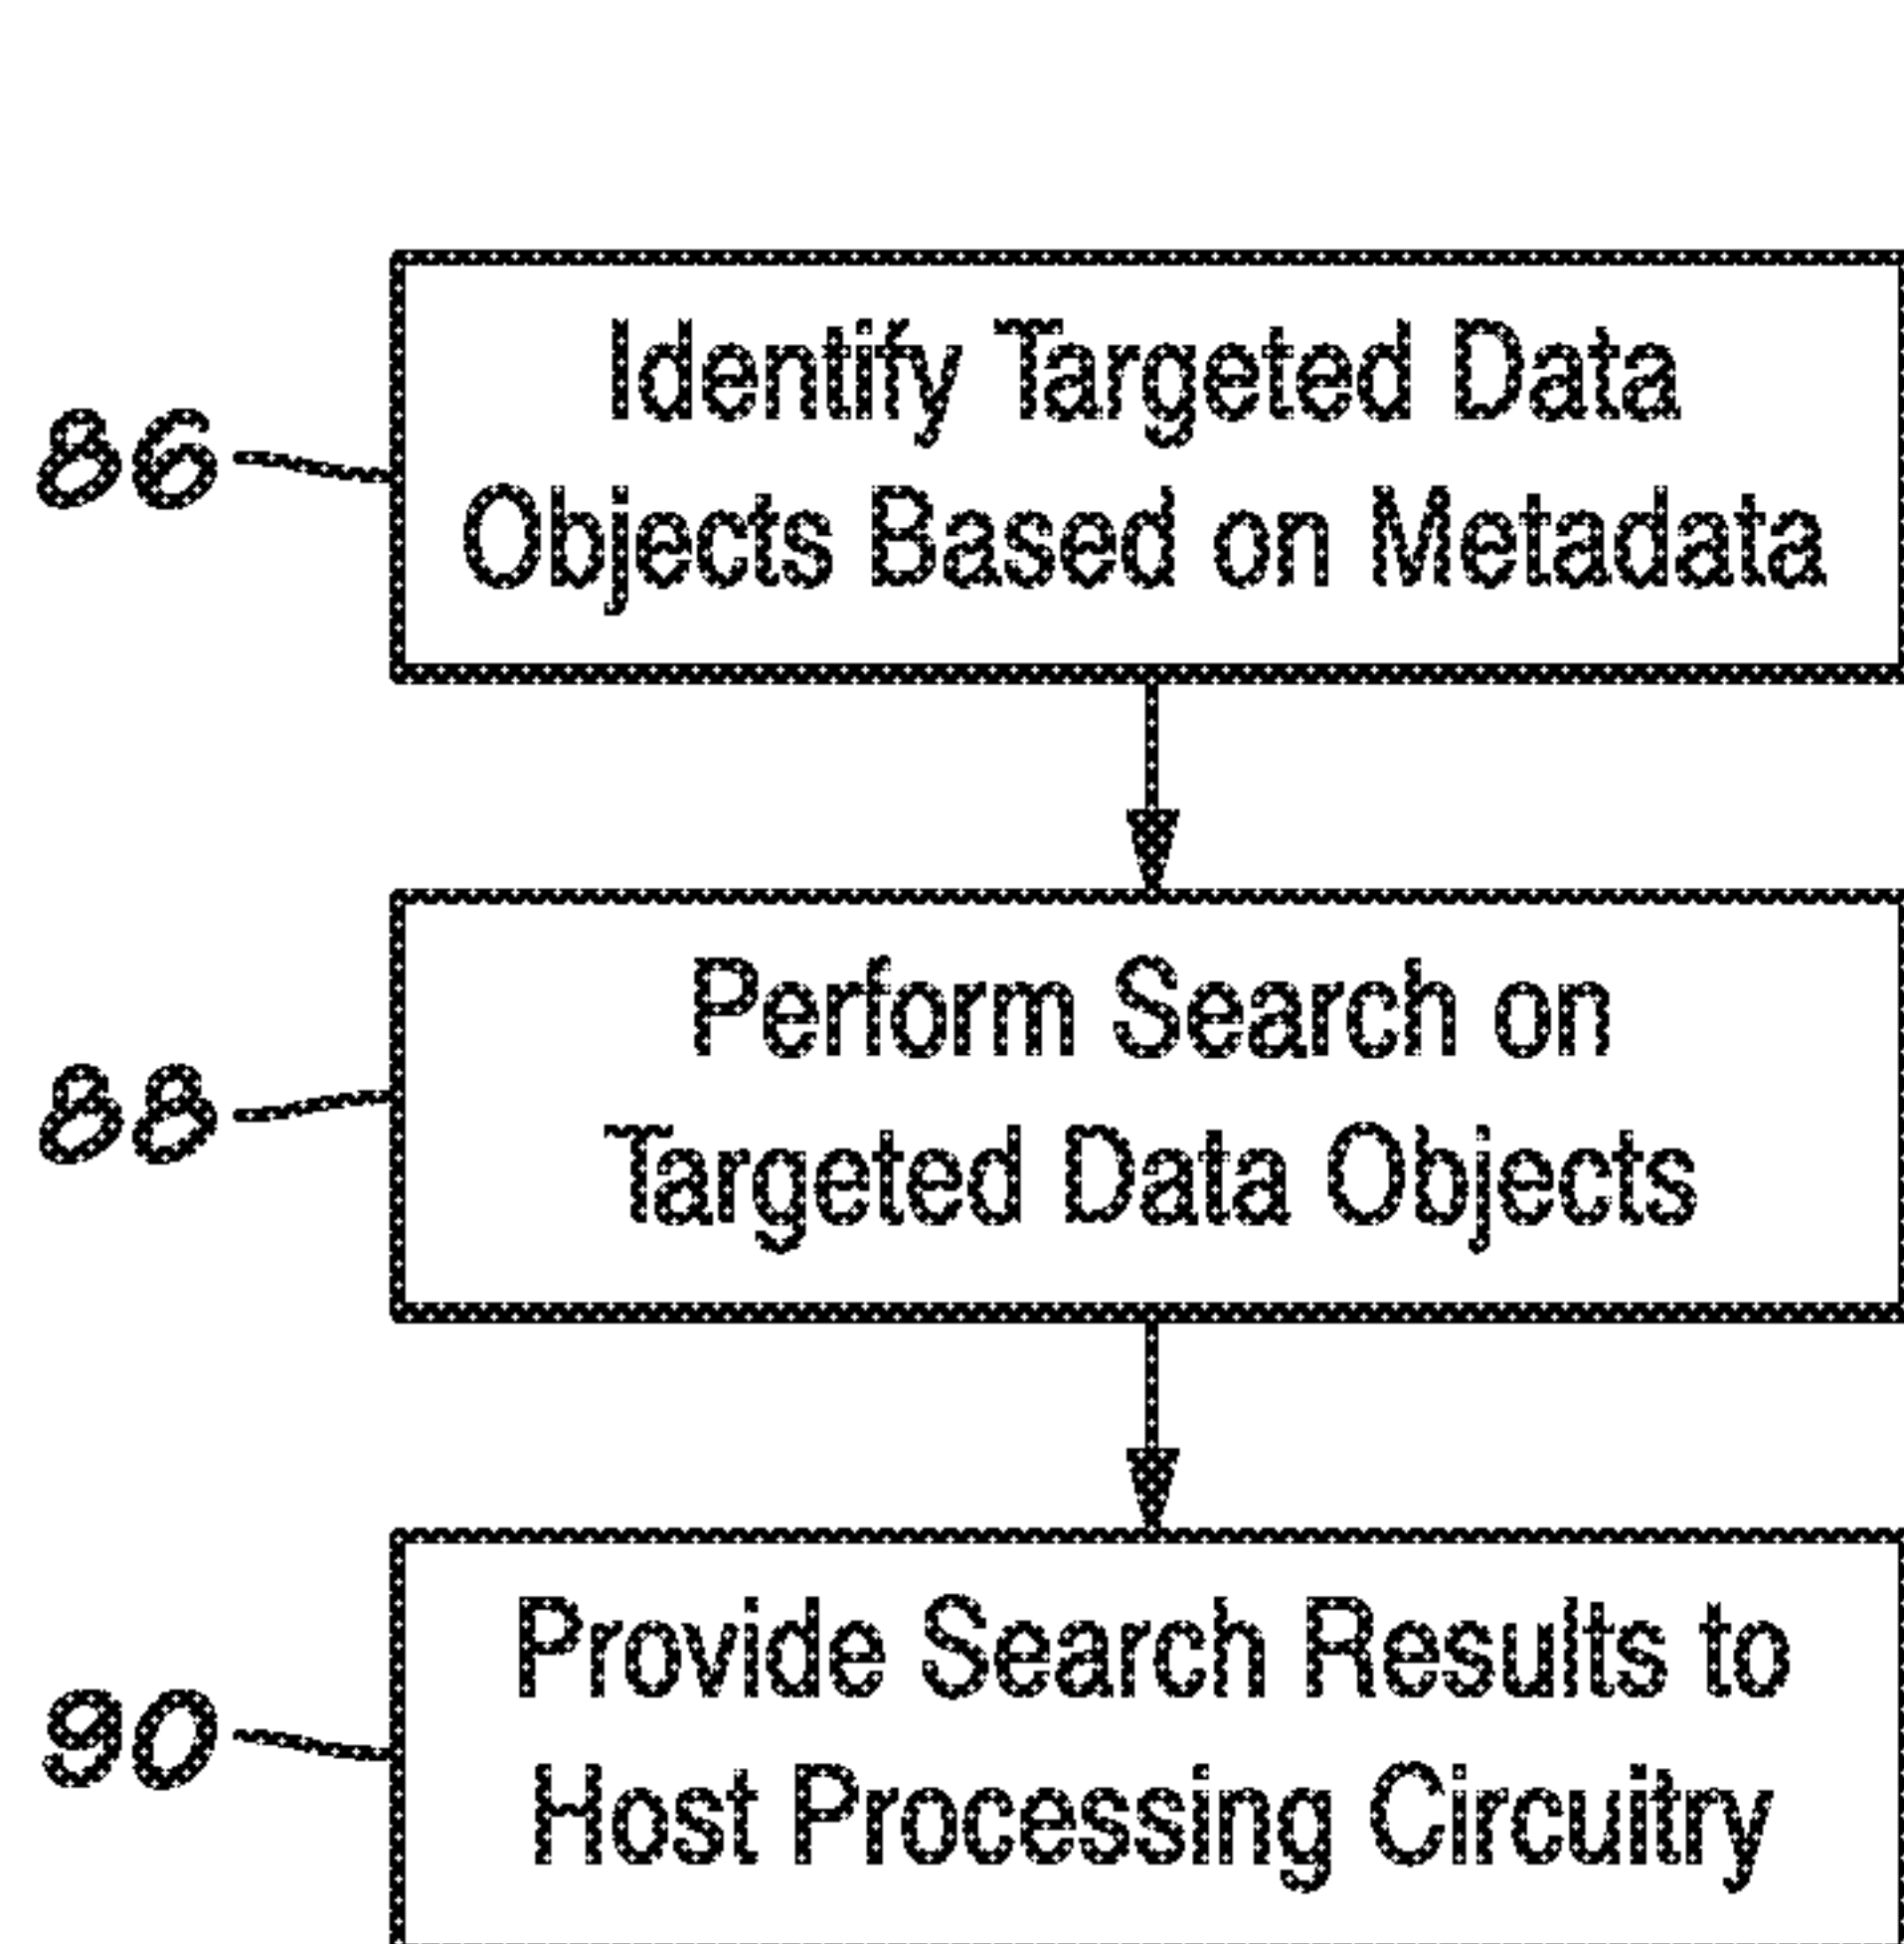 86
Identify Targeted Data
Objects Based on Metadata
88
Perform Search on
Targeted Data Objects
90
Provide Search Results to
Host Processing Circuitry